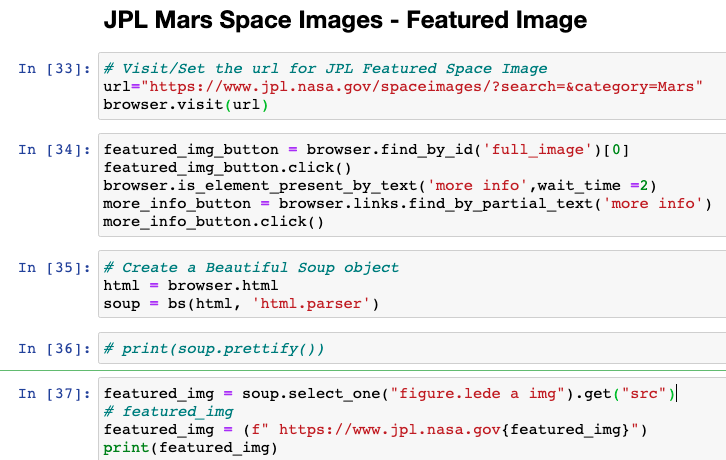 JPL Mars Space Images - Featured Image
In [33]: # Visit/Set the url for JPL Featured Space Image
url="https://www.jpl.nasa.gov/spaceimages/?search=&category=Mars"
browser.visit(url)
In [34]: featured_img_button = browser.find_by_id('full_image')[0]
featured_img_button.click()
browser.is_element_present_by_text('more info',wait_time =2)
more_info_button = browser.links.find_by_partial_text('more info')
more_info_button.click()
In [35]: # Create a Beautiful Soup object
html = browser.html
soup = bs(html, 'html.parser')
In [36]: # print(soup.prettify())
In [37]: featured_img = soup.select_one("figure.lede a img").get("src")
# featured_img
featured_img = (f" https://www.jpl.nasa.gov{featured_img}")
print(featured_img)